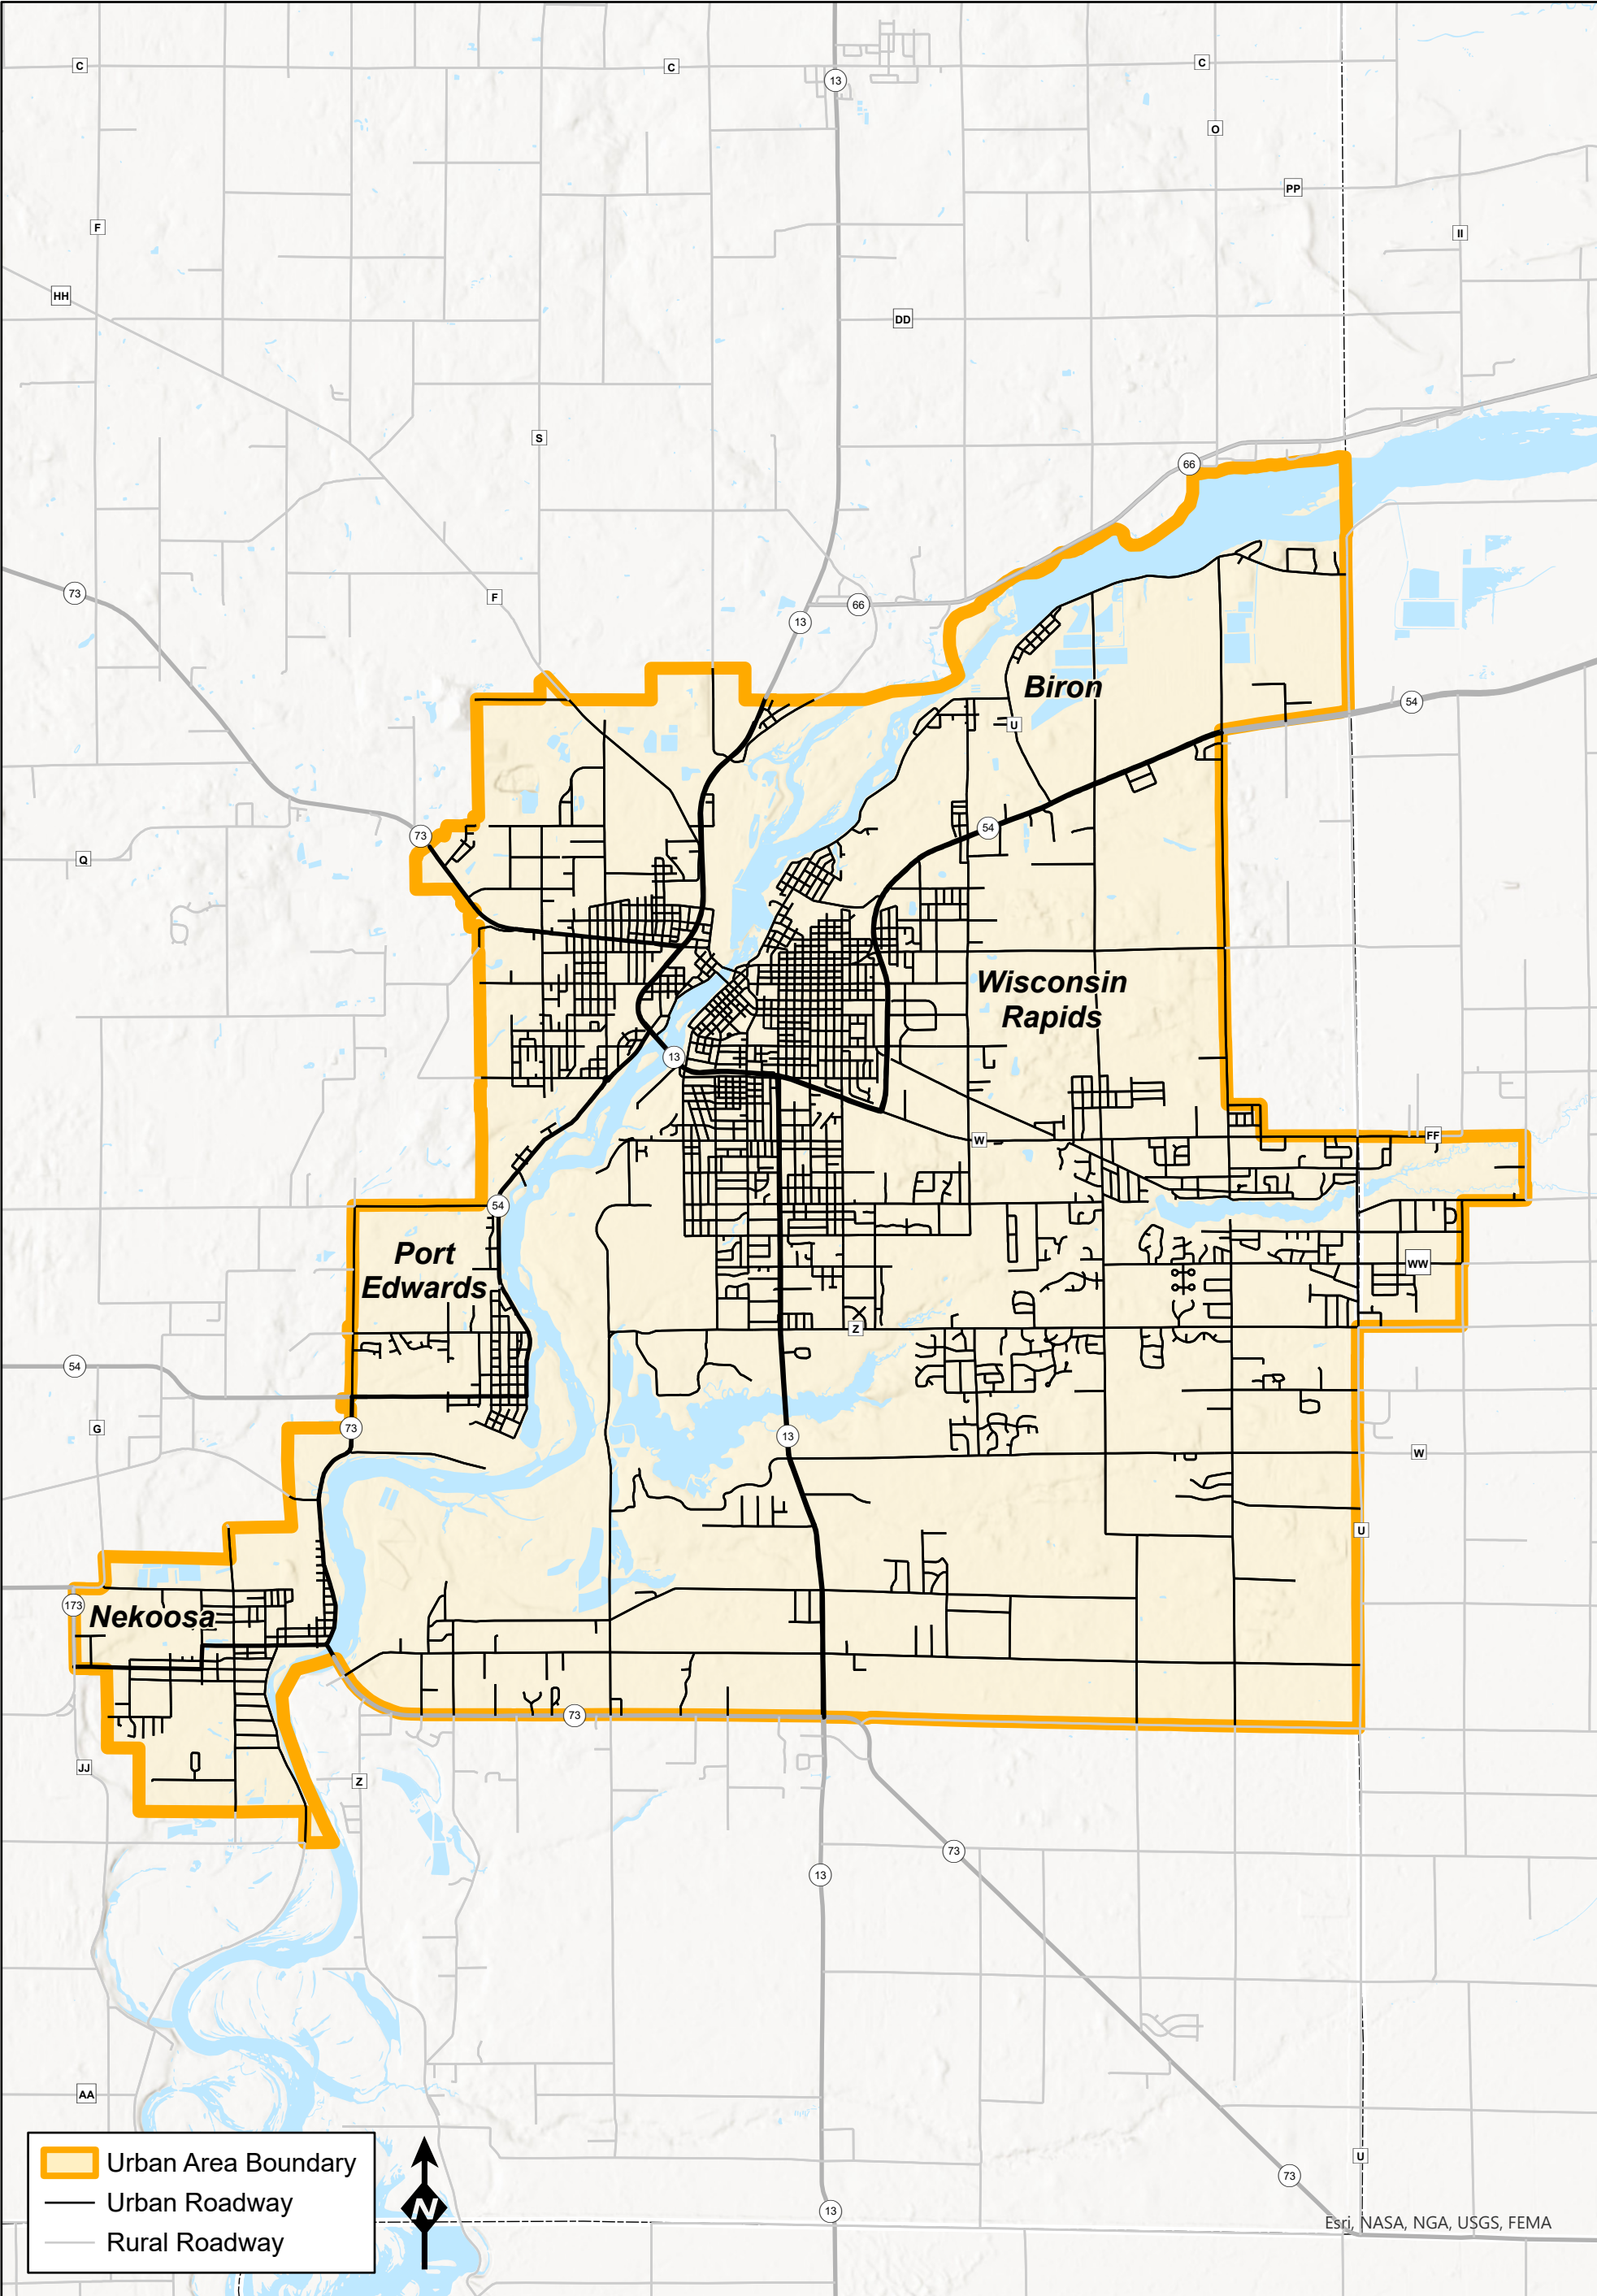 C
C
C
13
O
PP
F
II
HH
DD
S
66
73
F
66
13
Biron
54
U
73
54
Q
Wisconsin
Rapids
13
FF
W
54
Port
Edwards
WW
Z
54
G
73
13
W
U
173
Nekoosa
73
JJ
Z
73
13
AA
U
73
13
Urban Area Boundary
Urban Roadway
Rural Roadway
N
Esri, NASA, NGA, USGS, FEMA